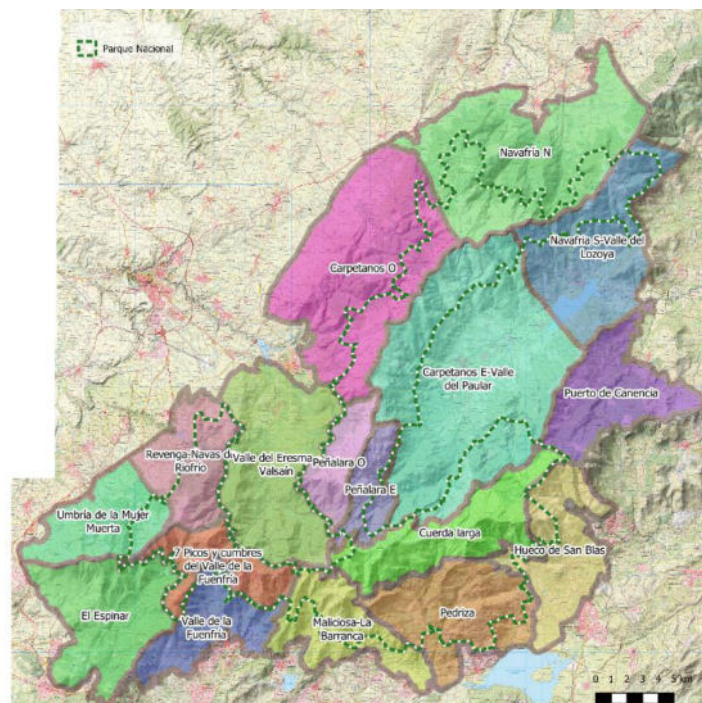 Parque Nacional
Navafría N
Navafría S-Valle del
Lozoya
Carpetanos O
Carpetanos E-Valle
del Paular
Puerto de Canencia
Revenga-Navas de
Riofrío
Valle del Eresma
Valsaín
Peñalara O
Peñalara E
Umbría de la Mujer
Muerta
Cuerda larga
Hueco de San Blas
7 Picos y cumbres
del Valle de la
Fuenfría
El Espinar
Valle de la
Fuenfría
Maliciosa-La
Barranca
Pedriza
0 1 2 3 4 5 km